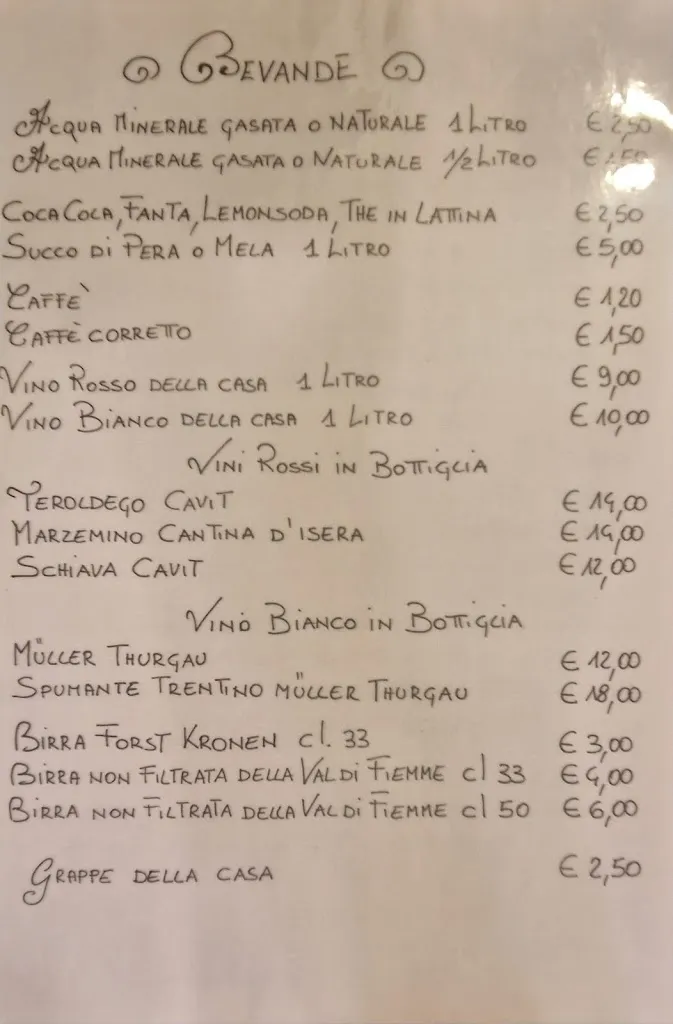 Bevande
Acqua Minerale gasata o naturale 1 Litro € 2,50
Acqua Minerale gasata o Naturale 1/2 Litro
Coca Cola, Fanta, Lemonsoda, The in Lattina € 2,50
Succo di Pera o Mela 1 Litro € 5,00
Caffè € 1,20
Caffè corretto € 1,50
Vino Rosso della casa 1 Litro € 9,00
Vino Bianco della casa 1 Litro € 10,00
Vini Rossi in Bottiglia
Teroldego Cavit € 14,00
Marzemino Cantina d'Isera € 14,00
Schiava Cavit € 12,00
Vino Bianco in Bottiglia
Müller Thurgau € 12,00
Spumante Trentino Müller Thurgau € 18,00
Birra Forst Kronen cl. 33 € 3,00
Birra non Filtrata della Val di Fiemme cl 33 € 4,00
Birra non Filtrata della Val di Fiemme cl 50 € 6,00
Grappe della casa € 2,50